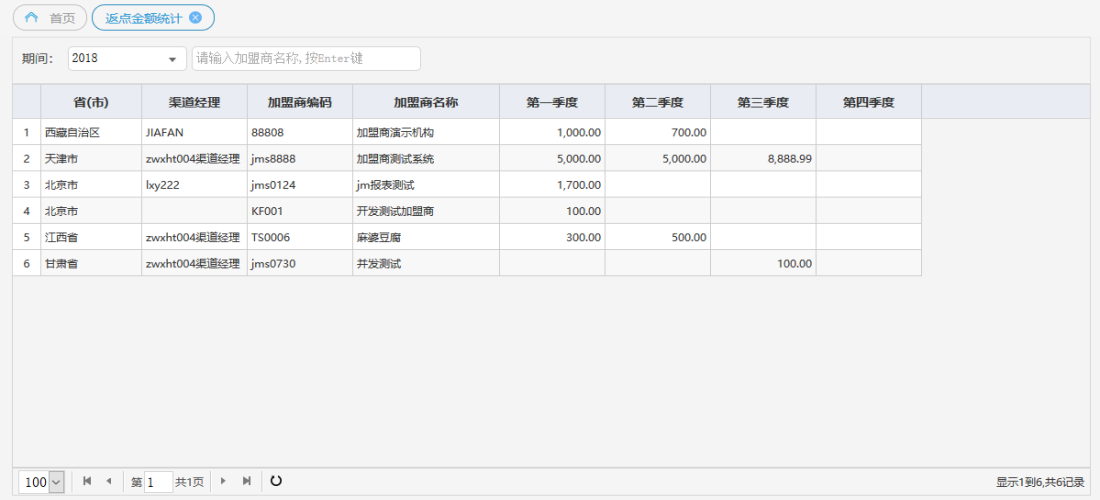 首页 返点金额统计
期间： 2018 请输入加盟商名称,按Enter键
省(市) 渠道经理 加盟商编码 加盟商名称 第一季度 第二季度 第三季度 第四季度
1 西藏自治区 JIAFAN 88808 加盟商演示机构 1,000.00 700.00
2 天津市 zwxht004渠道经理 jms8888 加盟商测试系统 5,000.00 5,000.00 8,888.99
3 北京市 lxy222 jms0124 jm报表测试 1,700.00
4 北京市 KF001 开发测试加盟商 100.00
5 江西省 zwxht004渠道经理 TS0006 麻婆豆腐 300.00 500.00
6 甘肃省 zwxht004渠道经理 jms0730 并发测试 100.00
100 第 1 共1页 显示1到6,共6记录